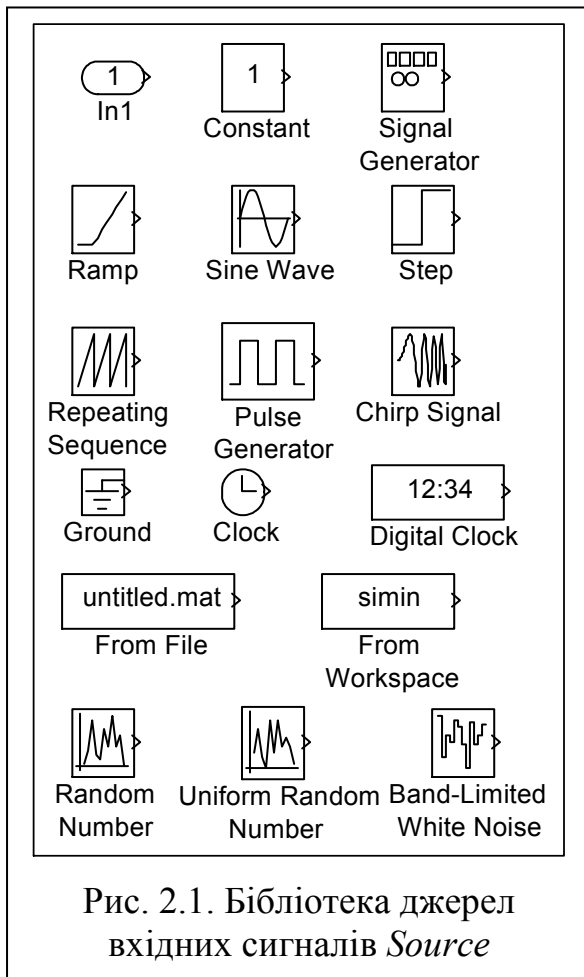 1 1
In1 Constant Signal
Generator
Ramp Sine Wave Step
Repeating Pulse Chirp Signal
Sequence Generator
12:34
Ground Clock Digital Clock
untitled.mat simin
From File From
Workspace
Random Uniform Random Band-Limited
Number Number White Noise
Рис. 2.1. Бібліотека джерел
вхідних сигналів Source